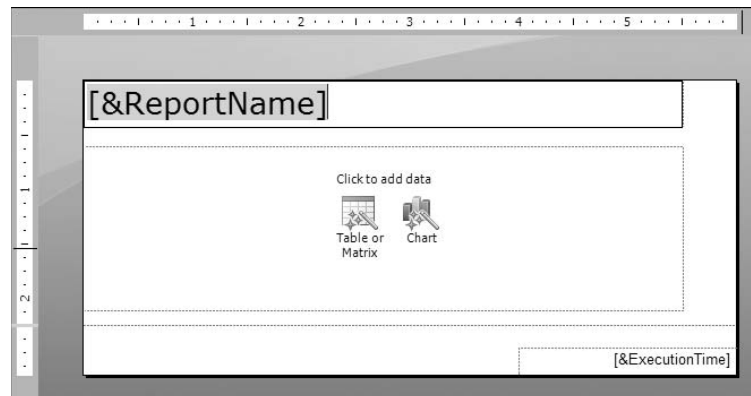 1 2 3 4 5
[&ReportName]
1
2
Click to add data
Table or Matrix
Chart
[&ExecutionTime]